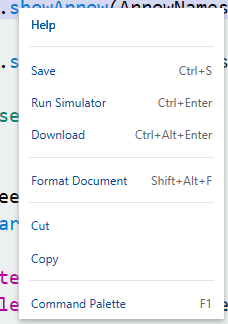 .showArrow(ArrowNames
Help
Save Ctrl+S
Run Simulator Ctrl+Enter
Download Ctrl+Alt+Enter
Format Document Shift+Alt+F
Cut
Copy
Command Palette F1